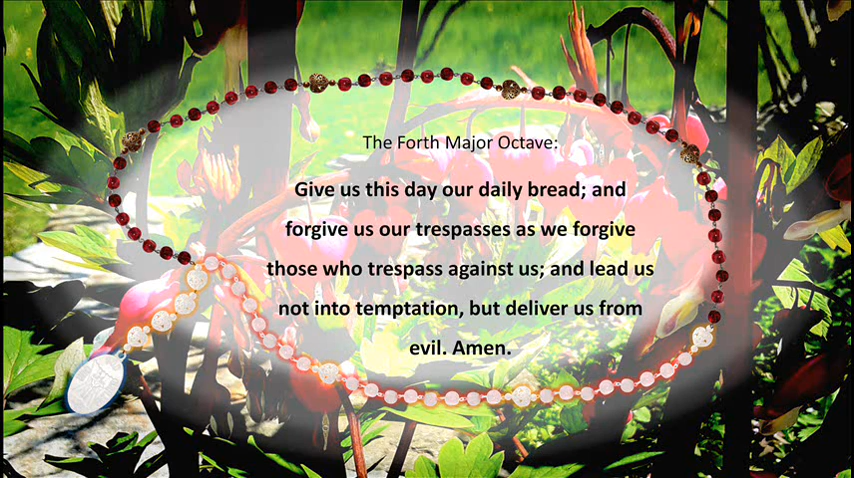 The Forth Major Octave:
Give us this day our daily bread; and
forgive us our trespasses as we forgive
those who trespass against us; and lead us
not into temptation, but deliver us from
evil. Amen.